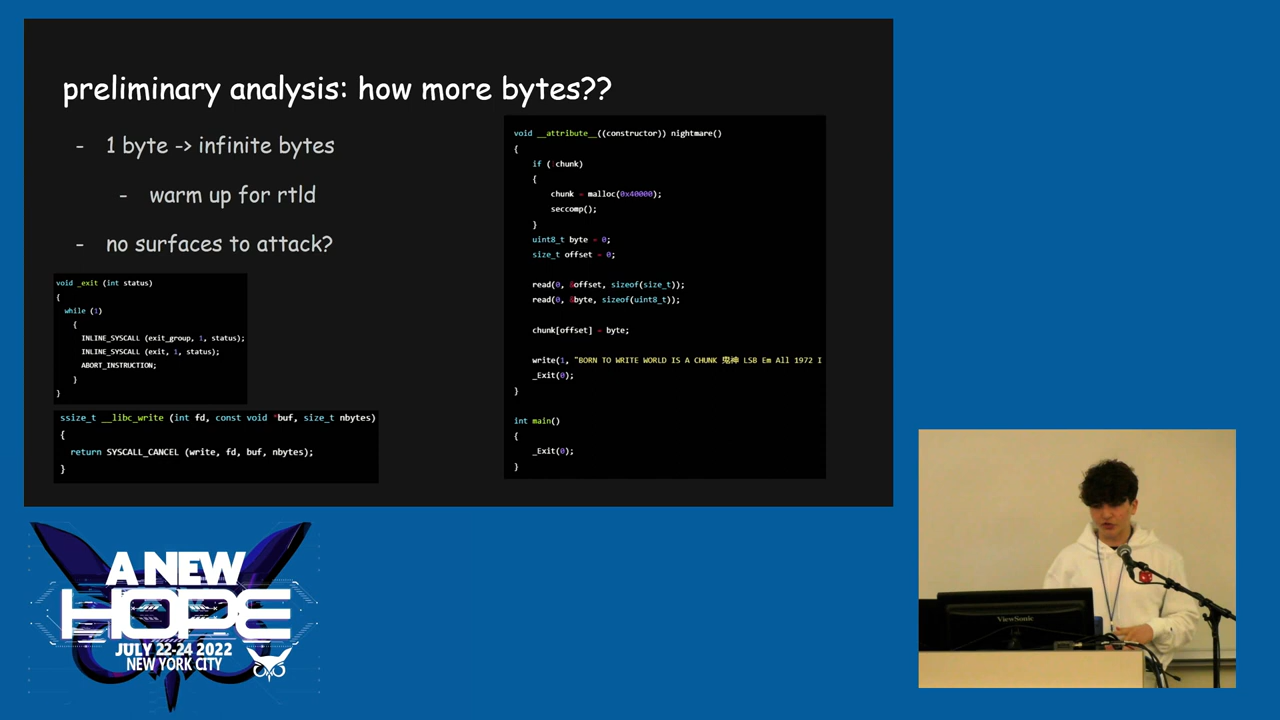 preliminary analysis: how more bytes??
- 1 byte -> infinite bytes
- warm up for rtld
- no surfaces to attack?
void _exit (int status)
{
while (1)
{
INLINE_SYSCALL (exit_group, 1, status);
INLINE_SYSCALL (exit, 1, status);
ABORT_INSTRUCTION;
}
}
ssize_t __libc_write (int fd, const void *buf, size_t nbytes)
{
return SYSCALL_CANCEL (write, fd, buf, nbytes);
}
void __attribute__((constructor)) nightmare()
{
if (!chunk)
{
chunk = malloc(0x40000);
seccomp();
}
uint8_t byte = 0;
size_t offset = 0;
read(0, &offset, sizeof(size_t));
read(0, &byte, sizeof(uint8_t));
chunk[offset] = byte;
write(1, "BORN TO WRITE WORLD IS A CHUNK 鬼神 LSB Em All 1972 I
_Exit(0);
}
int main()
{
_Exit(0);
}
A NEW
HOPE
JULY 22-24 2022
NEW YORK CITY
ViewSonic